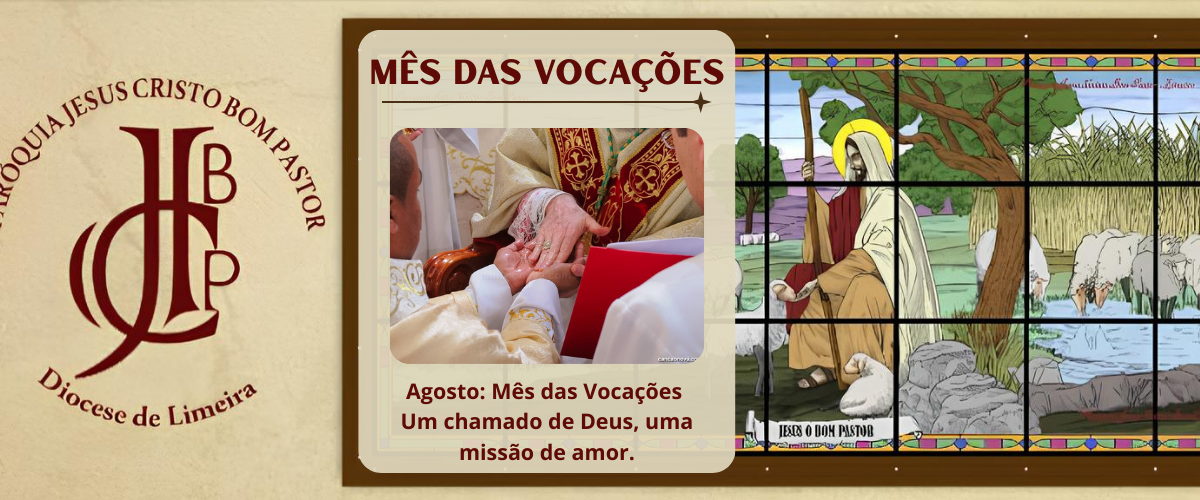 PARÓQUIA JESUS CRISTO BOM PASTOR
JC
B
P
Diocese de Limeira
MÊS DAS VOCAÇÕES
Agosto: Mês das Vocações
Um chamado de Deus, uma
missão de amor.
JESUS O BOM PASTOR